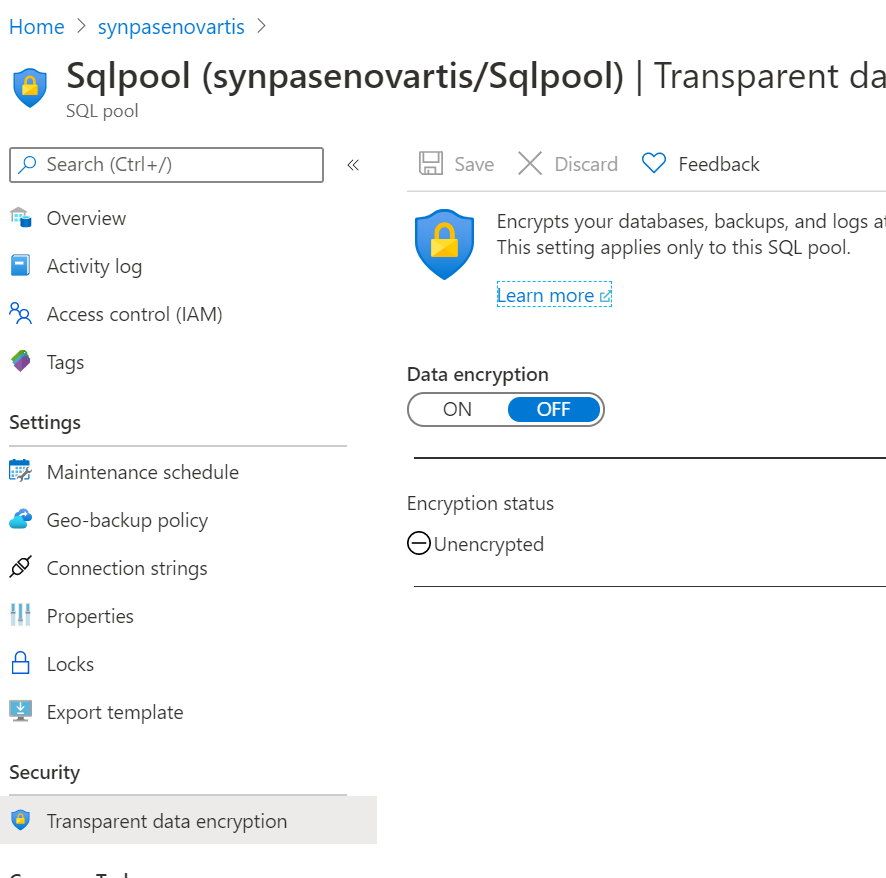 Home > synpasenovartis >
Sqlpool (synpasenovartis/Sqlpool) | Transparent da
SQL pool
Search (Ctrl+/)
«
Overview
Activity log
Access control (IAM)
Tags
Settings
Maintenance schedule
Geo-backup policy
Connection strings
Properties
Locks
Export template
Security
Transparent data encryption
Save Discard Feedback
Encrypts your databases, backups, and logs at
This setting applies only to this SQL pool.
Learn more
Data encryption
ON OFF
Encryption status
Unencrypted